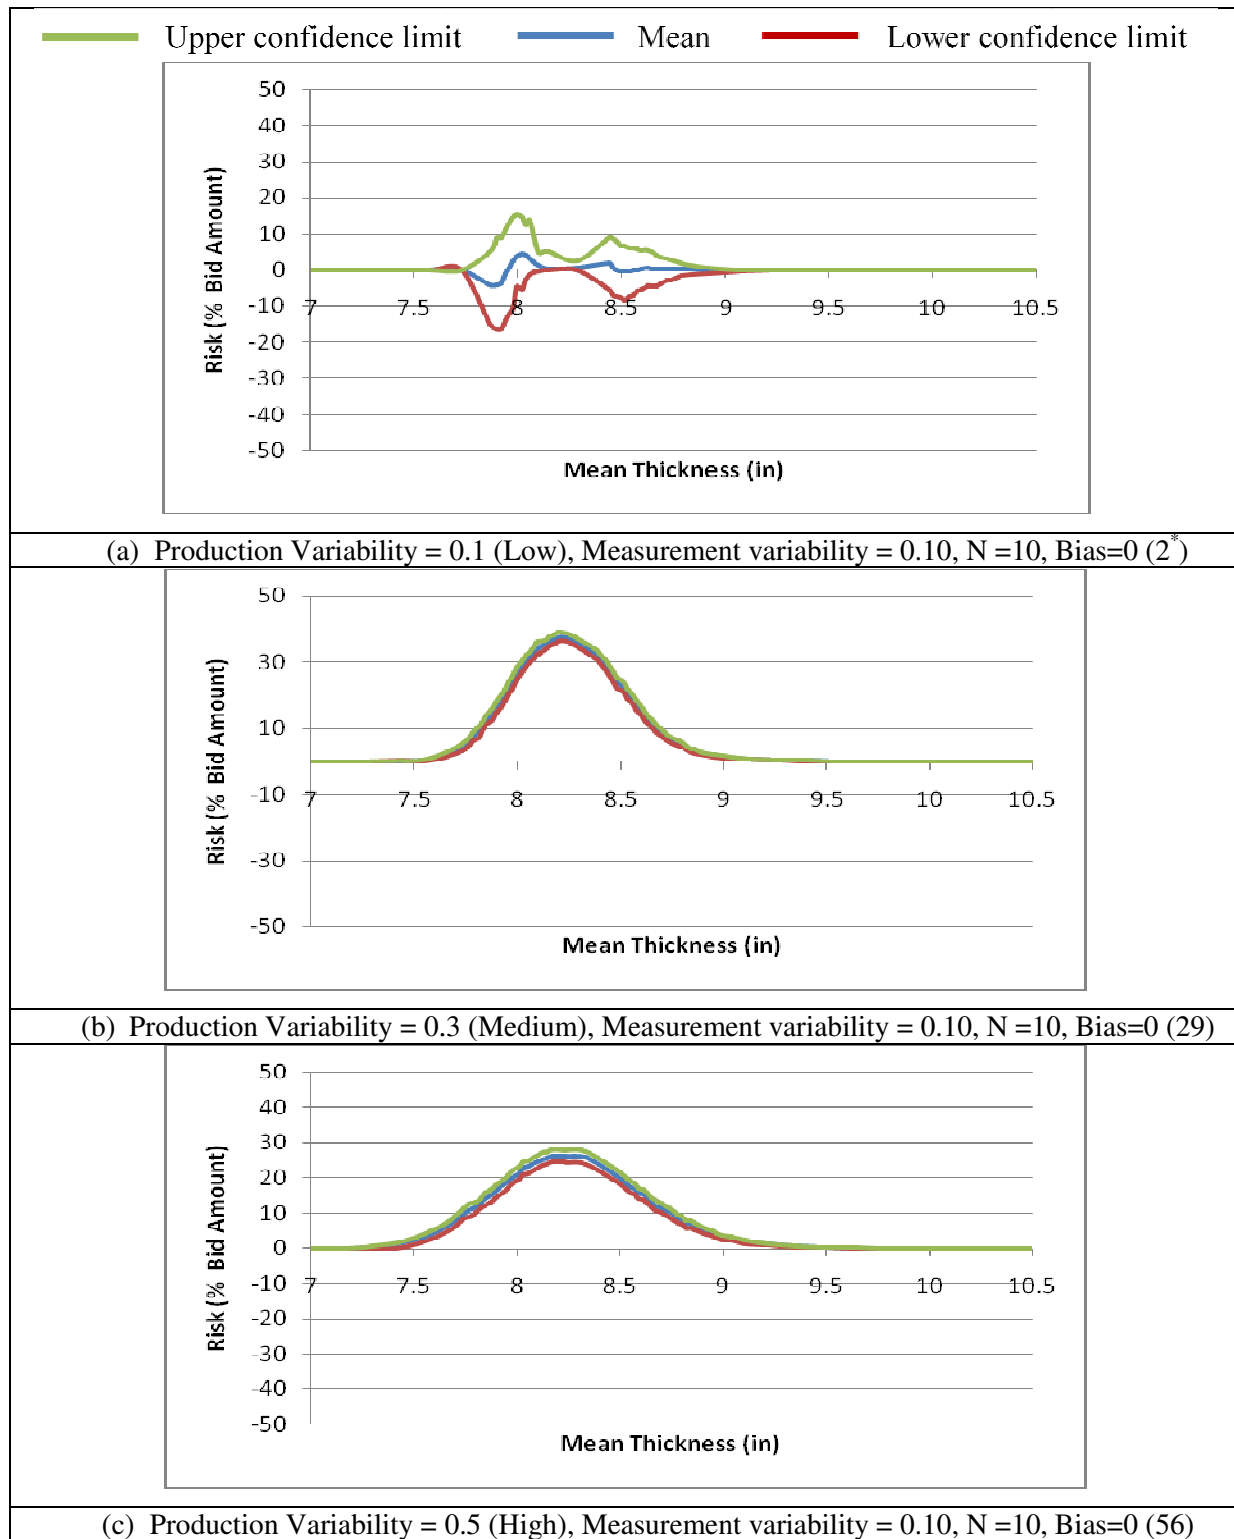 Upper confidence limit Mean Lower confidence limit
50
40
30
20
10
0
-10
-20
-30
-40
-50
7 7.5 8 8.5 9 9.5 10 10.5
Risk (% Bid Amount)
Mean Thickness (in)
(a) Production Variability = 0.1 (Low), Measurement variability = 0.10, N =10, Bias=0 (2*)
50
30
10
-10
-30
-50
7 7.5 8 8.5 9 9.5 10 10.5
Risk (% Bid Amount)
Mean Thickness (in)
(b) Production Variability = 0.3 (Medium), Measurement variability = 0.10, N =10, Bias=0 (29)
50
40
30
20
10
0
-10
-20
-30
-40
-50
7 7.5 8 8.5 9 9.5 10 10.5
Risk (% Bid Amount)
Mean Thickness (in)
(c) Production Variability = 0.5 (High), Measurement variability = 0.10, N =10, Bias=0 (56)